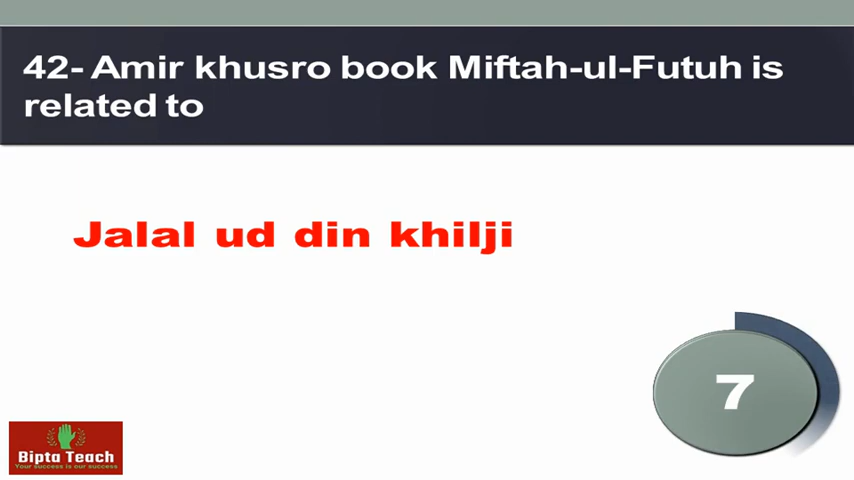 42- Amir khusro book Miftah-ul-Futuh is
related to
Jalal ud din khilji
7
Bipta Teach
Your success is our success